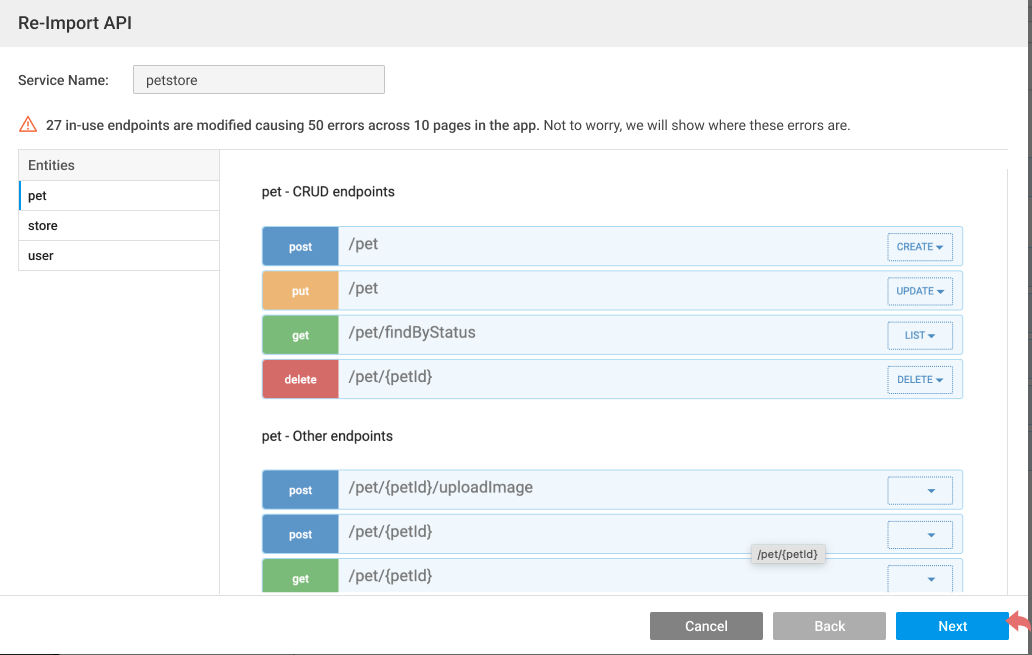 Re-Import API
Service Name: petstore
27 in-use endpoints are modified causing 50 errors across 10 pages in the app. Not to worry, we will show where these errors are.
Entities
pet
store
user
pet - CRUD endpoints
post /pet CREATE
put /pet UPDATE
get /pet/findByStatus LIST
delete /pet/{petId} DELETE
pet - Other endpoints
post /pet/{petId}/uploadImage
post /pet/{petId}
/pet/{petId}
get /pet/{petId}
Cancel Back Next